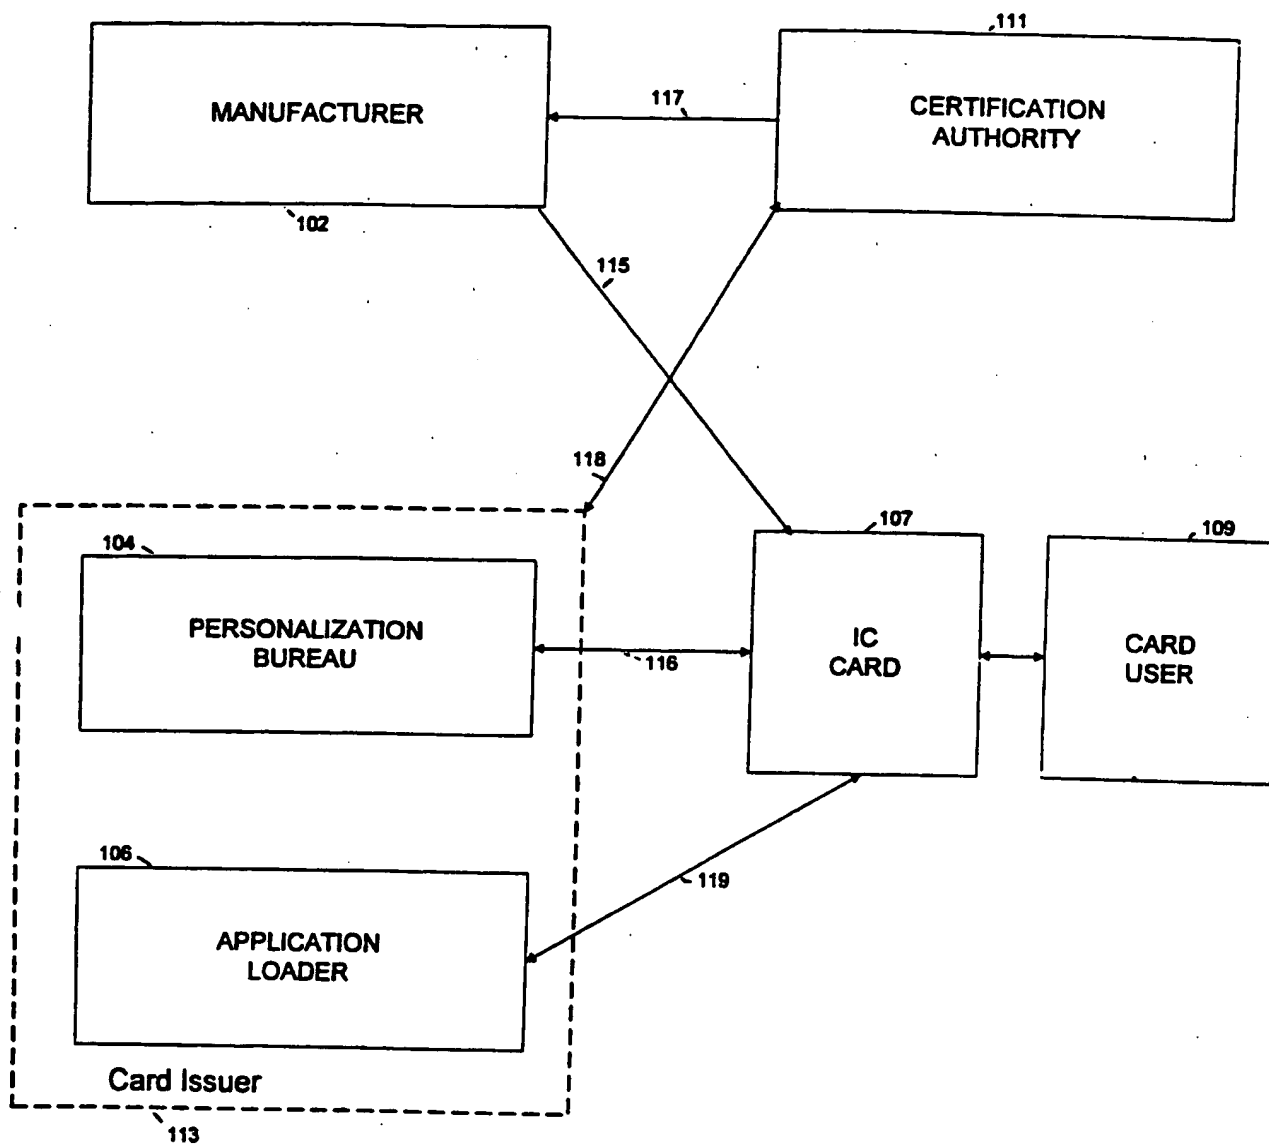 111
MANUFACTURER
117
CERTIFICATION
AUTHORITY
102
115
118
107
109
104
PERSONALIZATION
BUREAU
116
IC
CARD
CARD
USER
106
119
APPLICATION
LOADER
Card Issuer
113